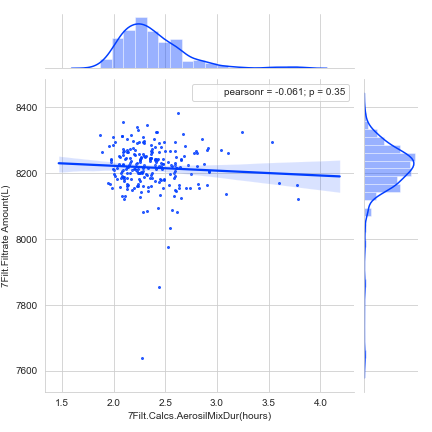 pearsonr = -0.061; p = 0.35
8400
8200
8000
7800
7600
7Filt.Filtrate Amount(L)
1.5 2.0 2.5 3.0 3.5 4.0
7Filt.Calcs.AerosilMixDur(hours)